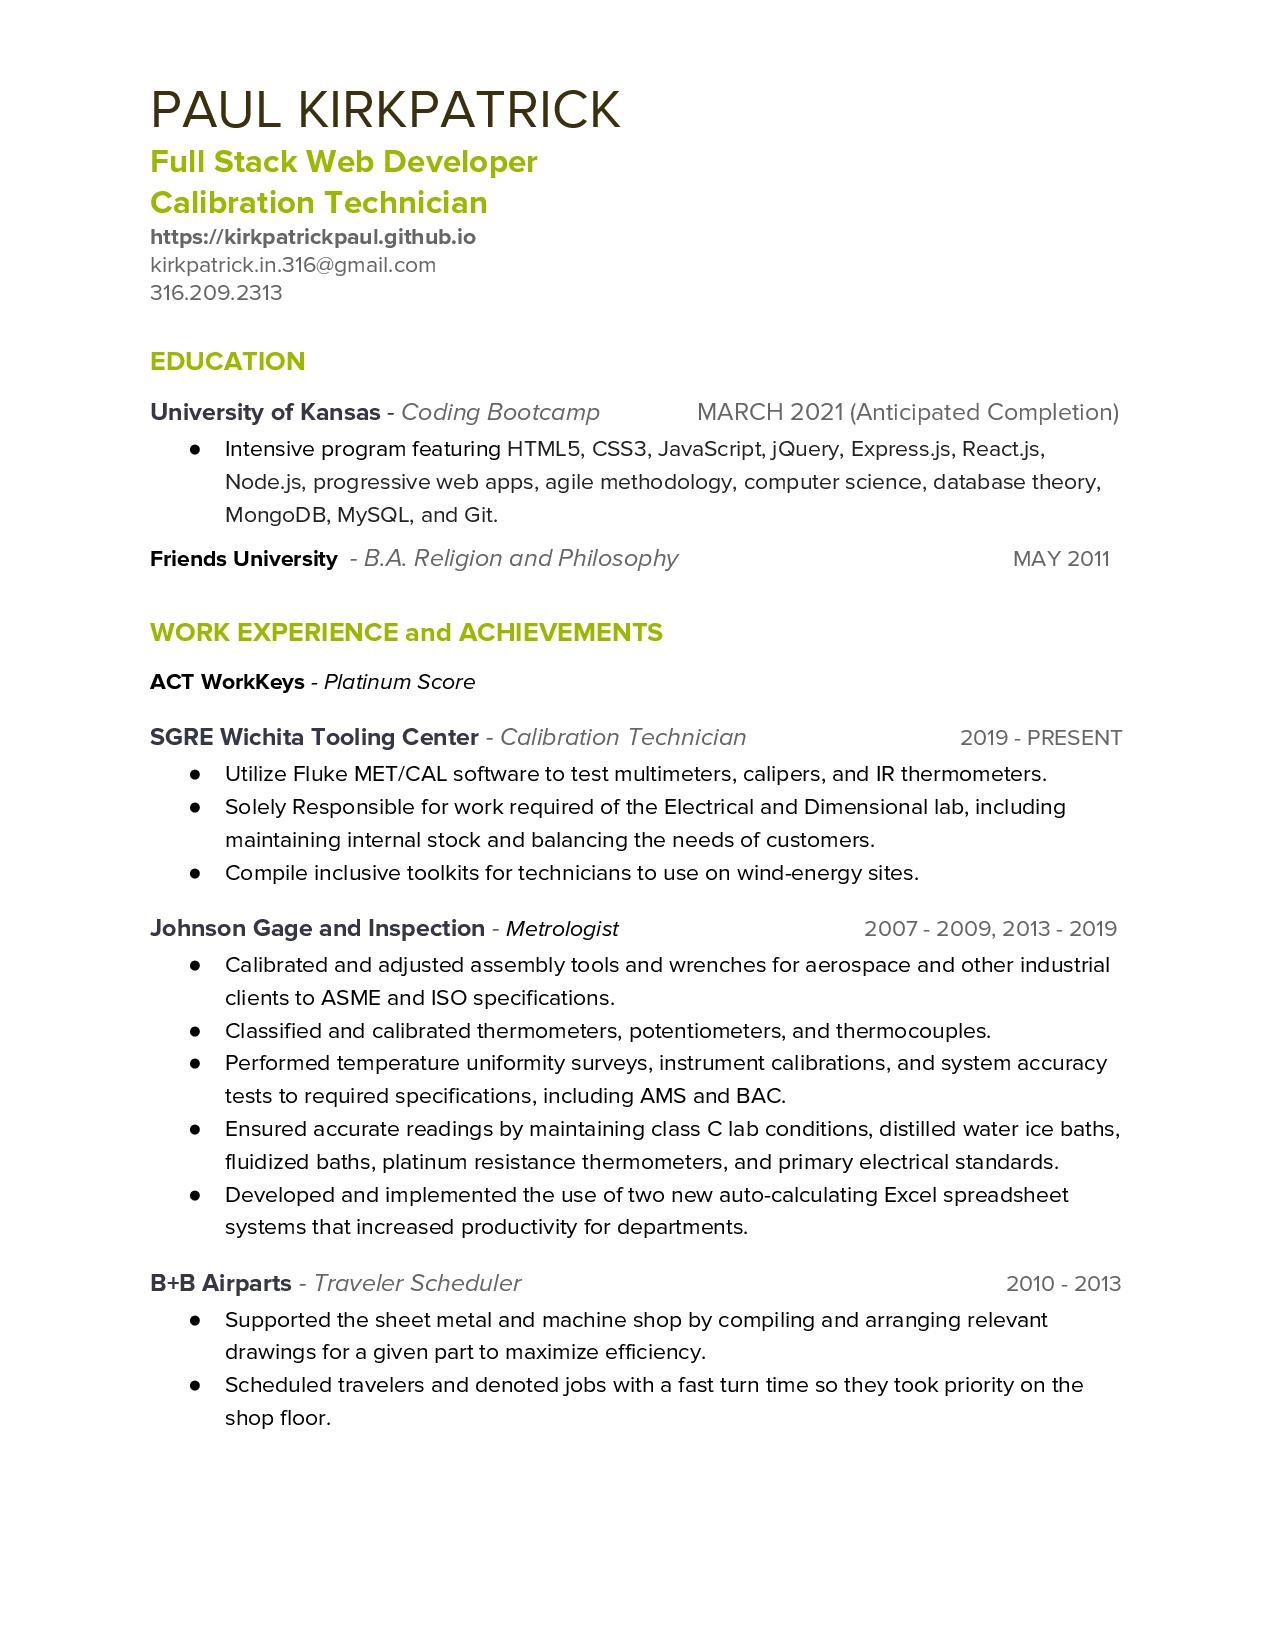 PAUL KIRKPATRICK
Full Stack Web Developer
Calibration Technician
https://kirkpatrickpaul.github.io
kirkpatrick.in.316@gmail.com
316.209.2313
EDUCATION
University of Kansas - Coding Bootcamp MARCH 2021 (Anticipated Completion)
● Intensive program featuring HTML5, CSS3, JavaScript, jQuery, Express.js, React.js,
Node.js, progressive web apps, agile methodology, computer science, database theory,
MongoDB, MySQL, and Git.
Friends University - B.A. Religion and Philosophy MAY 2011
WORK EXPERIENCE and ACHIEVEMENTS
ACT WorkKeys - Platinum Score
SGRE Wichita Tooling Center - Calibration Technician 2019 - PRESENT
● Utilize Fluke MET/CAL software to test multimeters, calipers, and IR thermometers.
● Solely Responsible for work required of the Electrical and Dimensional lab, including
maintaining internal stock and balancing the needs of customers.
● Compile inclusive toolkits for technicians to use on wind-energy sites.
Johnson Gage and Inspection - Metrologist 2007 - 2009, 2013 - 2019
● Calibrated and adjusted assembly tools and wrenches for aerospace and other industrial
clients to ASME and ISO specifications.
● Classified and calibrated thermometers, potentiometers, and thermocouples.
● Performed temperature uniformity surveys, instrument calibrations, and system accuracy
tests to required specifications, including AMS and BAC.
● Ensured accurate readings by maintaining class C lab conditions, distilled water ice baths,
fluidized baths, platinum resistance thermometers, and primary electrical standards.
● Developed and implemented the use of two new auto-calculating Excel spreadsheet
systems that increased productivity for departments.
B+B Airparts - Traveler Scheduler 2010 - 2013
● Supported the sheet metal and machine shop by compiling and arranging relevant
drawings for a given part to maximize efficiency.
● Scheduled travelers and denoted jobs with a fast turn time so they took priority on the
shop floor.